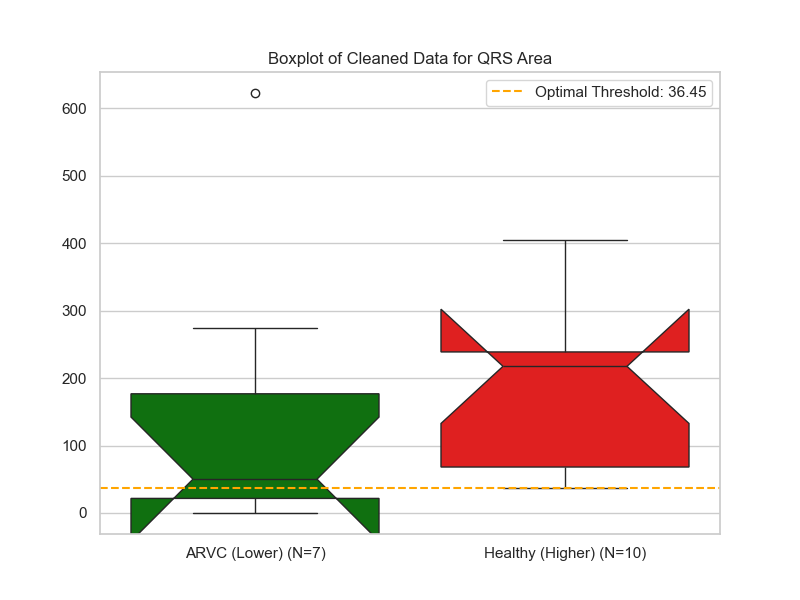 Boxplot of Cleaned Data for QRS Area
Optimal Threshold: 36.45
600
500
400
300
200
100
0
ARVC (Lower) (N=7)
Healthy (Higher) (N=10)